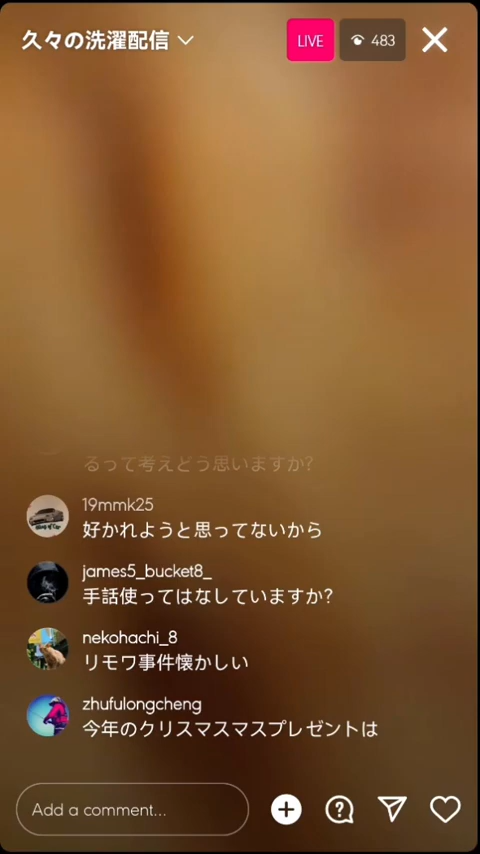 久々の洗濯配信
LIVE
483
るって考えどう思いますか?
19mmk25
好かれようと思ってないから
james5_bucket8_
手話使ってはなしていますか?
nekohachi_8
リモワ事件懐かしい
zhufulongcheng
今年のクリスマスマスプレゼントは
Add a comment...